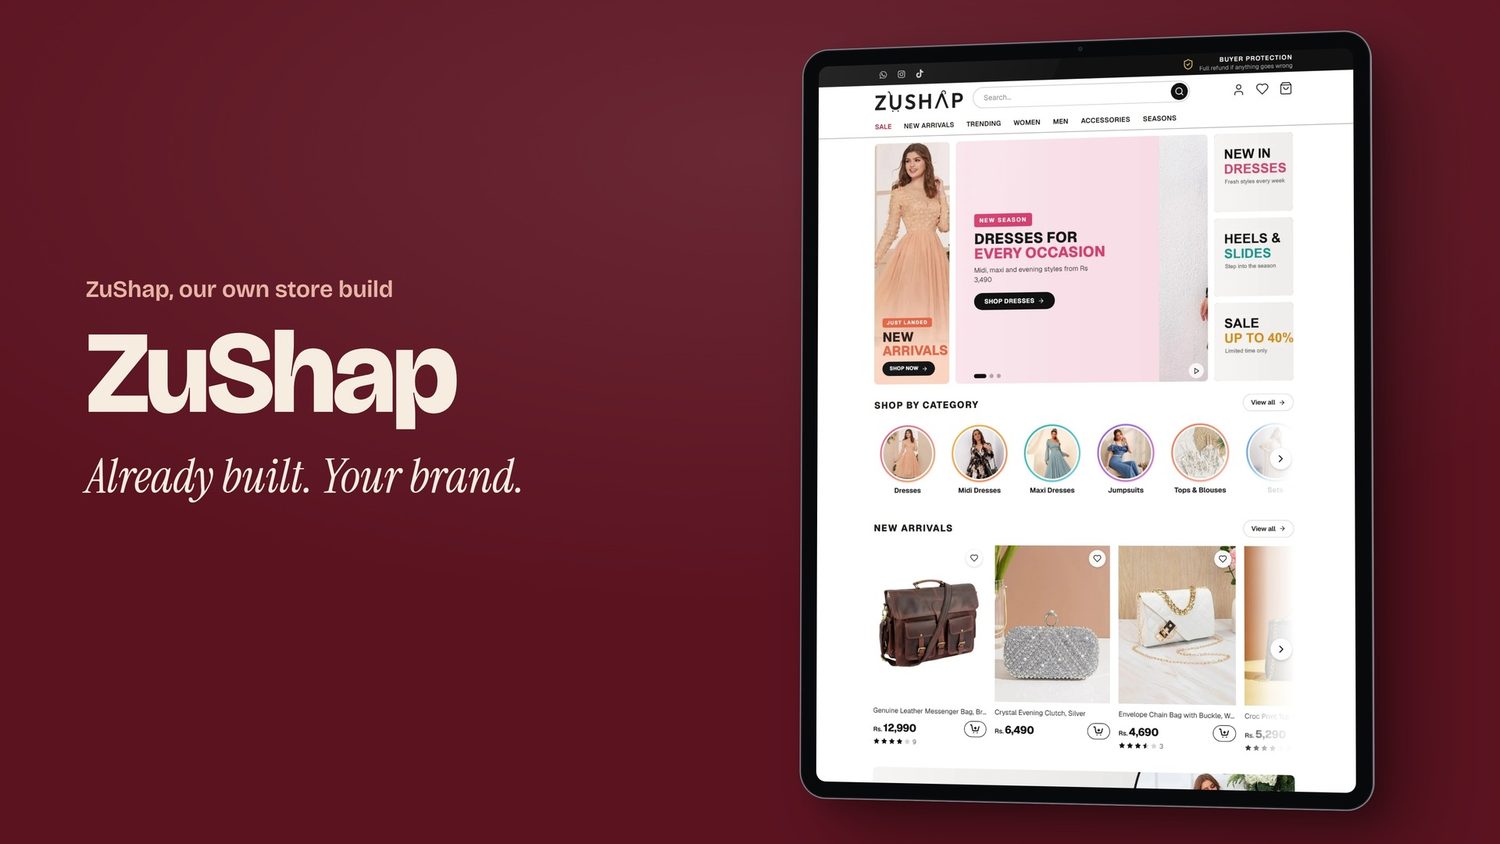 ZuShap, our own store build
ZuShap
Already built. Your brand.
BUYER PROTECTION
Full refund if anything goes wrong
ZUSHAP
Search...
SALE NEW ARRIVALS TRENDING WOMEN MEN ACCESSORIES SEASONS
JUST LANDED
NEW
ARRIVALS
SHOP NOW →
NEW SEASON
DRESSES FOR
EVERY OCCASION
Midi, maxi and evening styles from Rs
3,490
SHOP DRESSES →
NEW IN
DRESSES
Fresh styles every week
HEELS &
SLIDES
Step into the season
SALE
UP TO 40%
Limited time only
SHOP BY CATEGORY
View all →
Dresses
Midi Dresses
Maxi Dresses
Jumpsuits
Tops & Blouses
Sets
NEW ARRIVALS
View all →
Genuine Leather Messenger Bag, Br...
Rs. 12,990
9
Crystal Evening Clutch, Silver
Rs. 6,490
Envelope Chain Bag with Buckle, W...
Rs. 4,690
3
Croc
Rs. 5,290